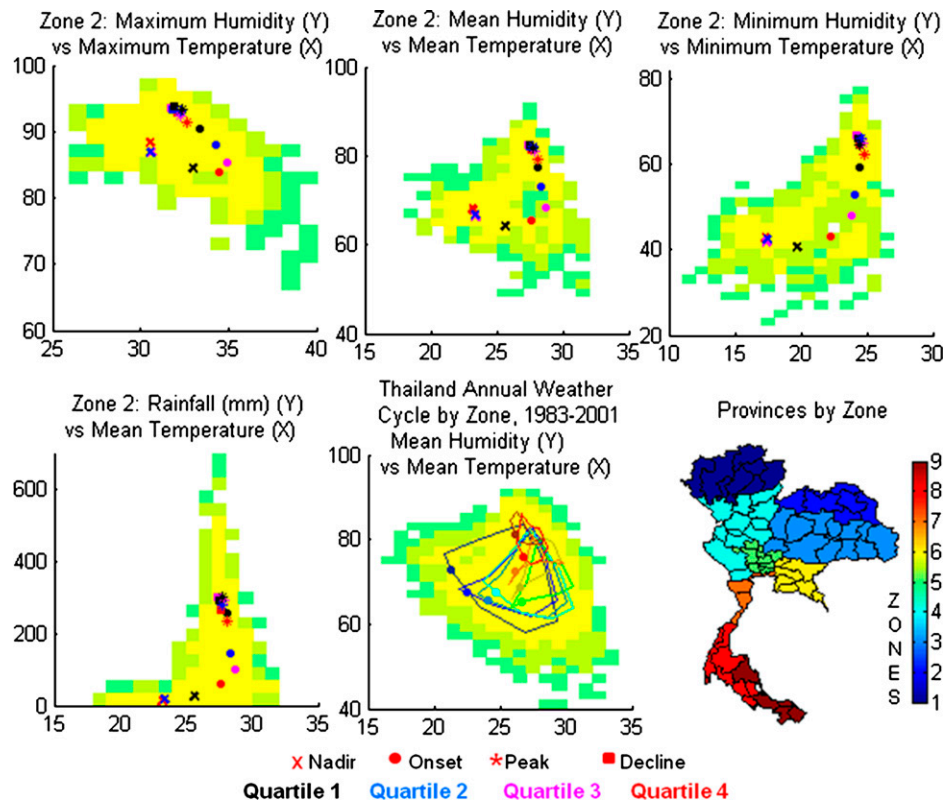 Zone 2: Maximum Humidity (Y)
vs Maximum Temperature (X)
100
90
80
70
60
25
30
35
40
Zone 2: Mean Humidity (Y)
vs Mean Temperature (X)
100
80
60
40
15
20
25
30
35
Zone 2: Minimum Humidity (Y)
vs Minimum Temperature (X)
80
60
40
20
10
15
20
25
30
Zone 2: Rainfall (mm) (Y)
vs Mean Temperature (X)
600
400
200
0
15
20
25
30
35
Thailand Annual Weather
Cycle by Zone, 1983-2001
Mean Humidity (Y)
vs Mean Temperature (X)
100
80
60
40
15
20
25
30
35
Provinces by Zone
9
8
7
6
5
4
3
2
1
ZONES
x Nadir
Onset
* Peak
Decline
Quartile 1
Quartile 2
Quartile 3
Quartile 4